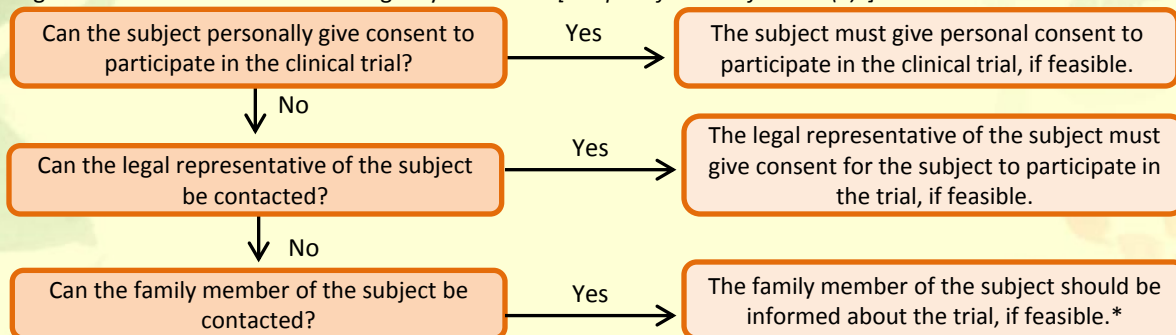 Can the subject personally give consent to
participate in the clinical trial?
Yes
The subject must give personal consent to
participate in the clinical trial, if feasible.
No
Can the legal representative of the subject
be contacted?
Yes
The legal representative of the subject must
give consent for the subject to participate in
the trial, if feasible.
No
Can the family member of the subject be
contacted?
Yes
The family member of the subject should be
informed about the trial, if feasible.*